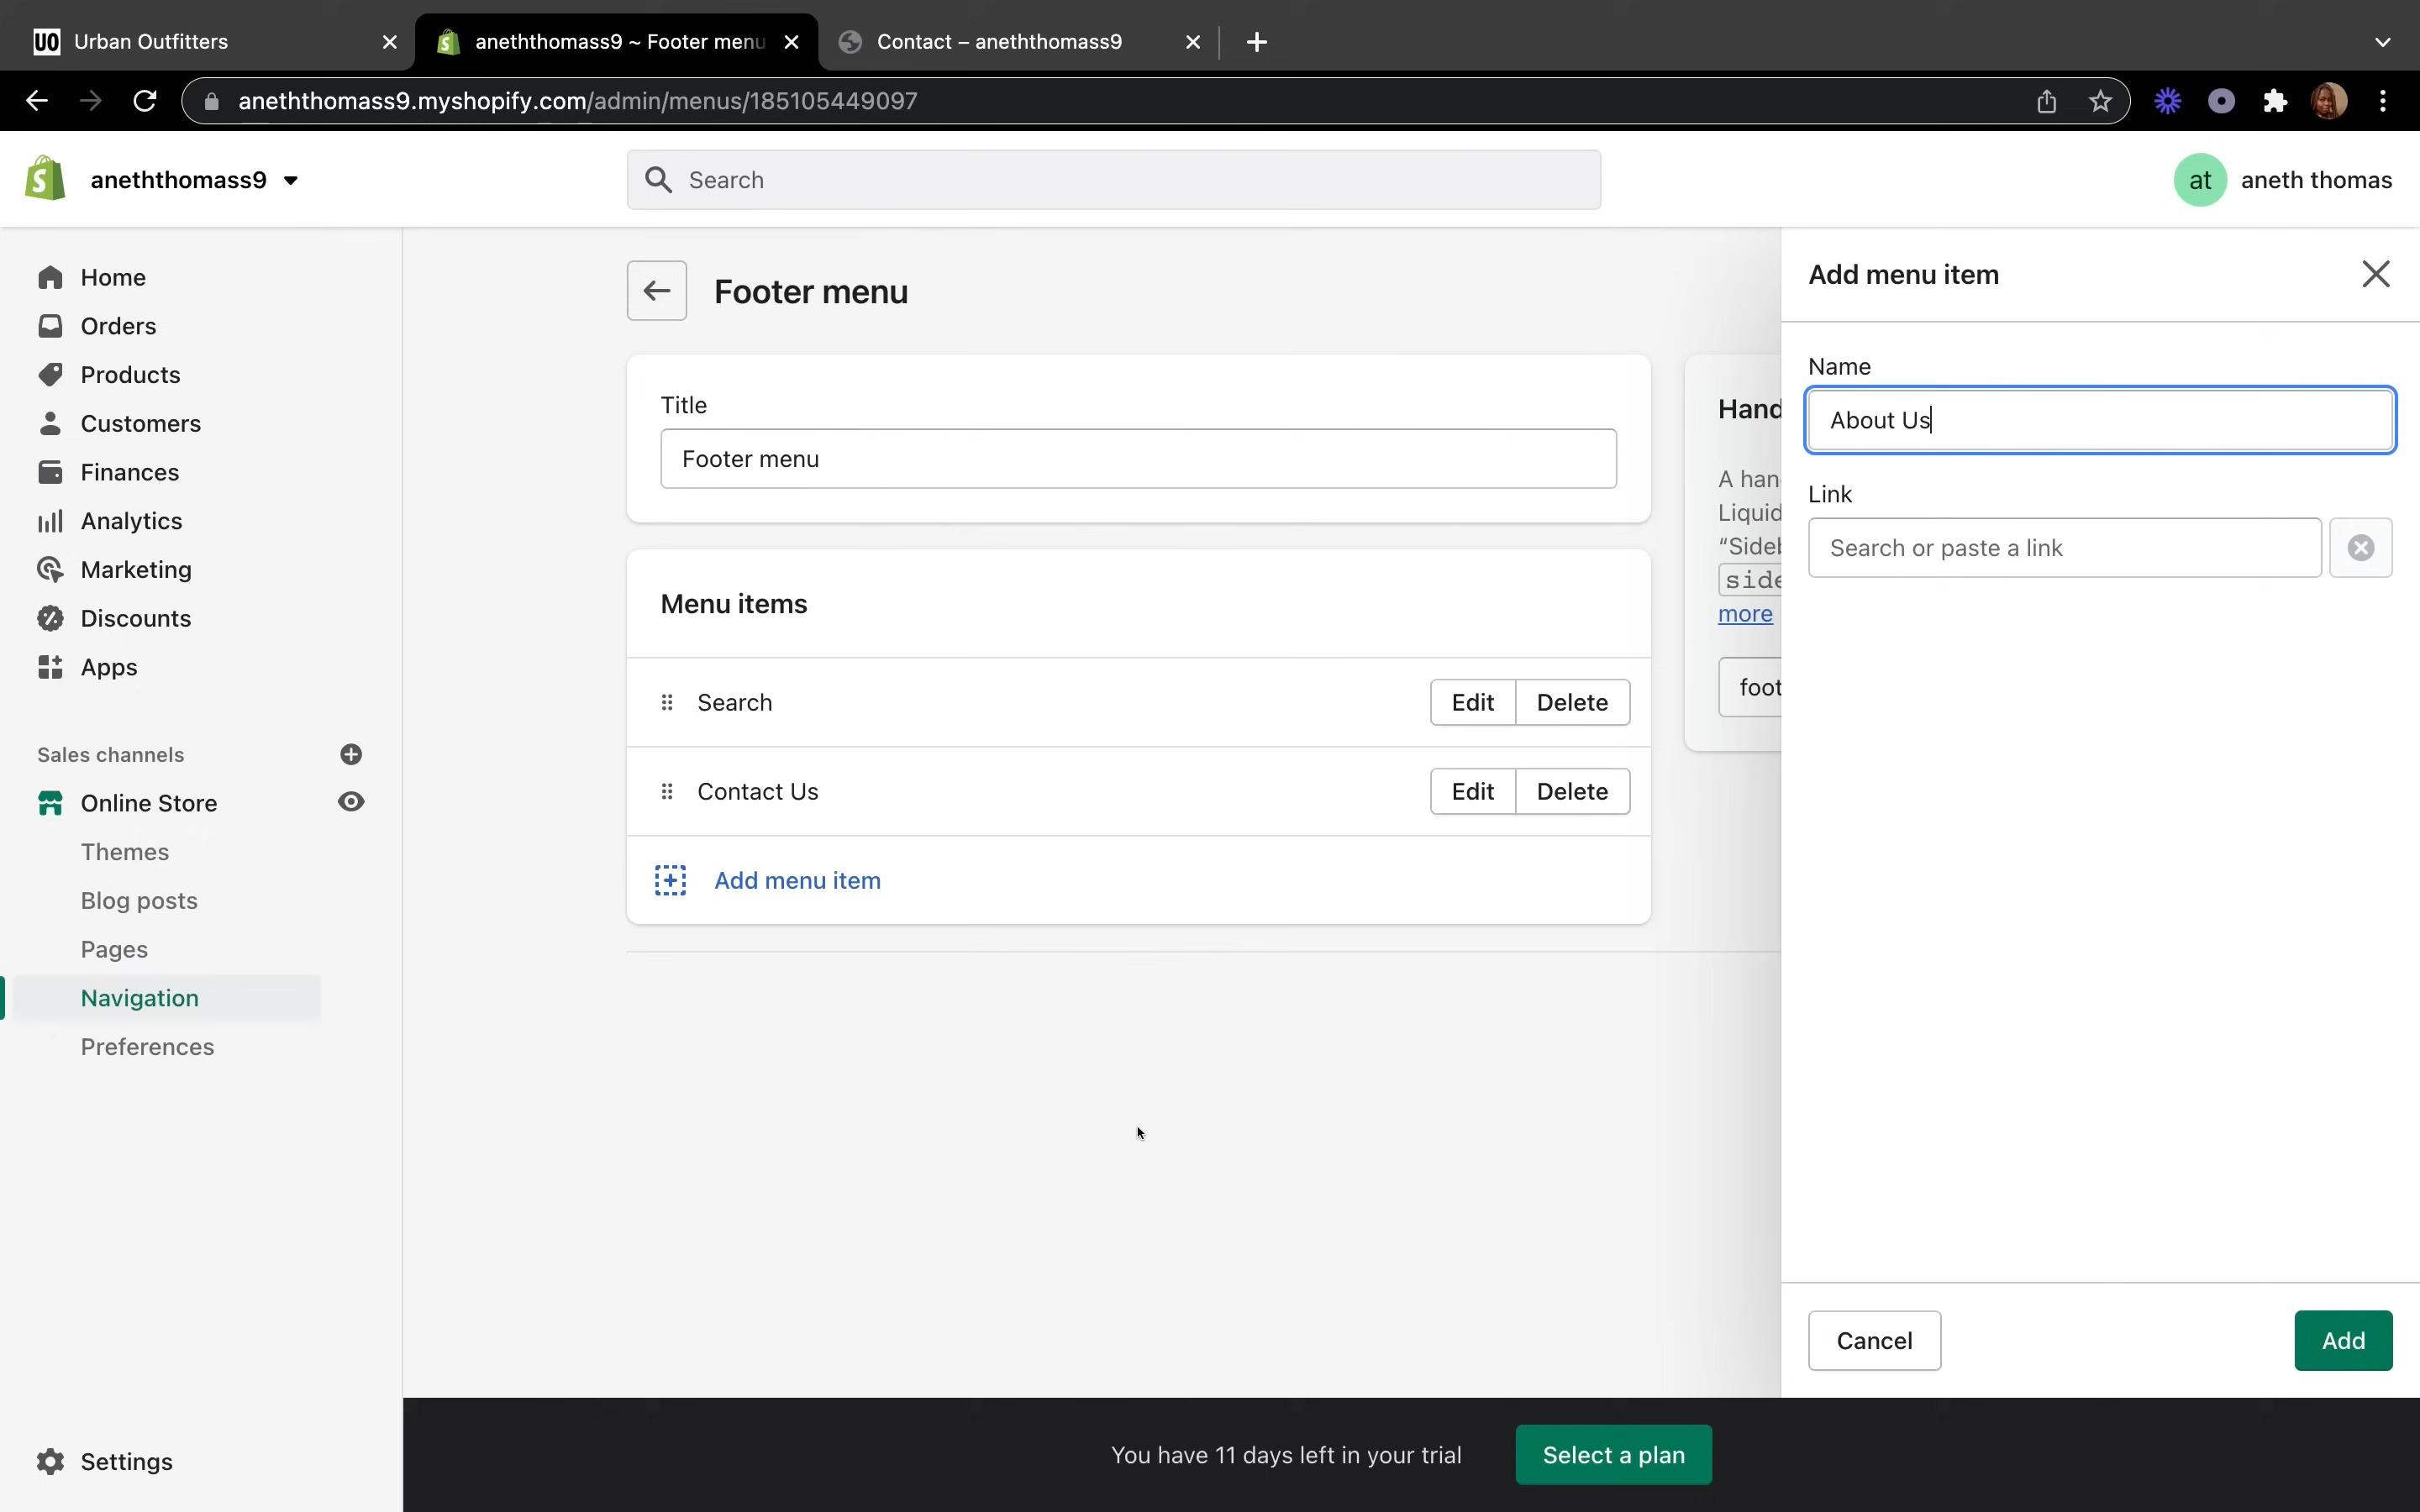 UO Urban Outfitters
aneththomass9 ~ Footer menu
Contact – aneththomass9
aneththomass9.myshopify.com/admin/menus/185105449097
aneththomass9
Search
at aneth thomas
Home
Orders
Products
Customers
Finances
Analytics
Marketing
Discounts
Apps
Sales channels
Online Store
Themes
Blog posts
Pages
Navigation
Preferences
Settings
Footer menu
Title
Footer menu
Menu items
Search Edit Delete
Contact Us Edit Delete
Add menu item
Hand
A han
Liquid
“Sideb
side
more
foot
Add menu item
Name
About Us
Link
Search or paste a link
Cancel Add
You have 11 days left in your trial Select a plan